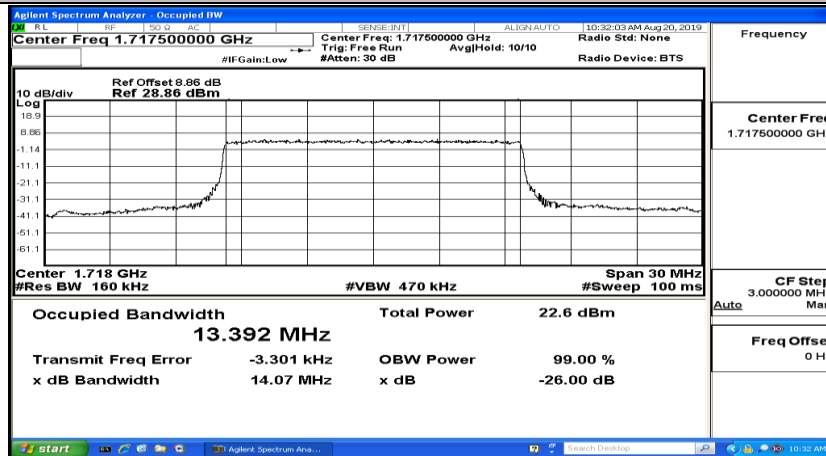 Agilent Spectrum Analyzer - Occupied BW
LXI RL RF 50 Ω AC SENSE:INT ALIGN AUTO 10:32:03 AM Aug 20, 2019
Center Freq 1.717500000 GHz
Center Freq: 1.717500000 GHz
Radio Std: None
Trig: Free Run Avg|Hold: 10/10
#IFGain:Low #Atten: 30 dB Radio Device: BTS
Ref Offset 8.86 dB
10 dB/div Ref 28.86 dBm
Log
18.9
8.86
-1.14
-11.1
-21.1
-31.1
-41.1
-51.1
-61.1
Center 1.718 GHz Span 30 MHz
#Res BW 160 kHz #VBW 470 kHz #Sweep 100 ms
Occupied Bandwidth Total Power 22.6 dBm
13.392 MHz
Transmit Freq Error -3.301 kHz OBW Power 99.00 %
x dB Bandwidth 14.07 MHz x dB -26.00 dB
Frequency
Center Fre
1.717500000 GH
CF Step
3.000000 MH
Auto Ma
Freq Offse
0 H
start Agilent Spectrum Ana... Search Desktop 10:32 AM